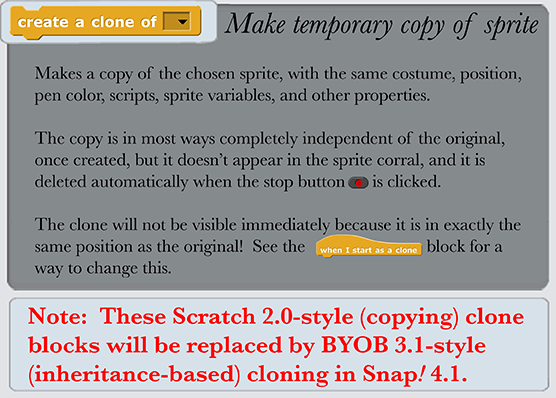 create a clone of
Make temporary copy of sprite
Makes a copy of the chosen sprite, with the same costume, position,
pen color, scripts, sprite variables, and other properties.
The copy is in most ways completely independent of the original,
once created, but it doesn’t appear in the sprite corral, and it is
deleted automatically when the stop button is clicked.
The clone will not be visible immediately because it is in exactly the
same position as the original! See the when I start as a clone block for a
way to change this.
Note: These Scratch 2.0-style (copying) clone
blocks will be replaced by BYOB 3.1-style
(inheritance-based) cloning in Snap! 4.1.